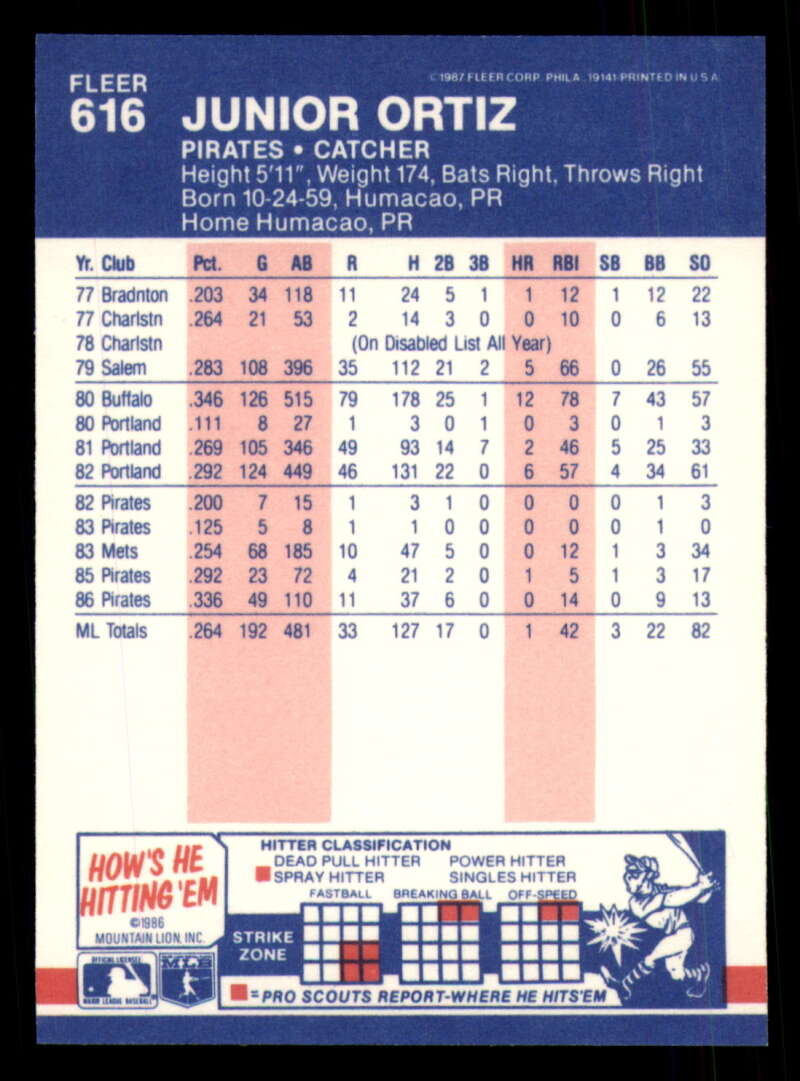 ©1987 FLEER CORP. PHILA. 19141 PRINTED IN U S A
FLEER
616 JUNIOR ORTIZ
PIRATES • CATCHER
Height 5'11", Weight 174, Bats Right, Throws Right
Born 10-24-59, Humacao, PR
Home Humacao, PR
Yr. Club Pct. G AB R H 2B 3B HR RBI SB BB SO
77 Bradnton .203 34 118 11 24 5 1 1 12 1 12 22
77 Charlstn .264 21 53 2 14 3 0 0 10 0 6 13
78 Charlstn (On Disabled List All Year)
79 Salem .283 108 396 35 112 21 2 5 66 0 26 55
80 Buffalo .346 126 515 79 178 25 1 12 78 7 43 57
80 Portland .111 8 27 1 3 0 1 0 3 0 1 3
81 Portland .269 105 346 49 93 14 7 2 46 5 25 33
82 Portland .292 124 449 46 131 22 0 6 57 4 34 61
82 Pirates .200 7 15 1 3 1 0 0 0 0 1 3
83 Pirates .125 5 8 1 1 0 0 0 0 0 1 0
83 Mets .254 68 185 10 47 5 0 0 12 1 3 34
85 Pirates .292 23 72 4 21 2 0 1 5 1 3 17
86 Pirates .336 49 110 11 37 6 0 0 14 0 9 13
ML Totals .264 192 481 33 127 17 0 1 42 3 22 82
HOW'S HE
HITTING 'EM
©1986
MOUNTAIN LION, INC.
HITTER CLASSIFICATION
DEAD PULL HITTER POWER HITTER
SPRAY HITTER SINGLES HITTER
FASTBALL BREAKING BALL OFF-SPEED
STRIKE
ZONE
=PRO SCOUTS REPORT-WHERE HE HITS'EM
OFFICIAL LICENSEE
MAJOR LEAGUE BASEBALL